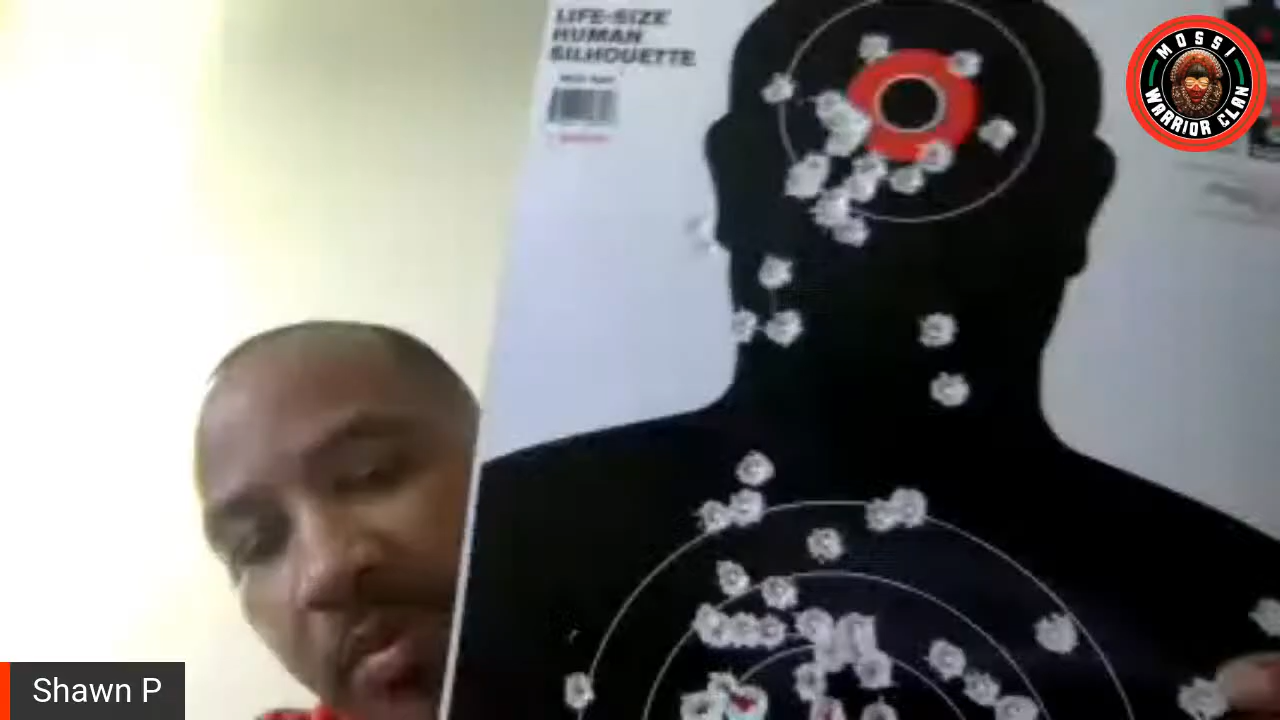 LIFE-SIZE
HUMAN
SILHOUETTE
MOSSI
WARRIOR CLAN
Shawn P